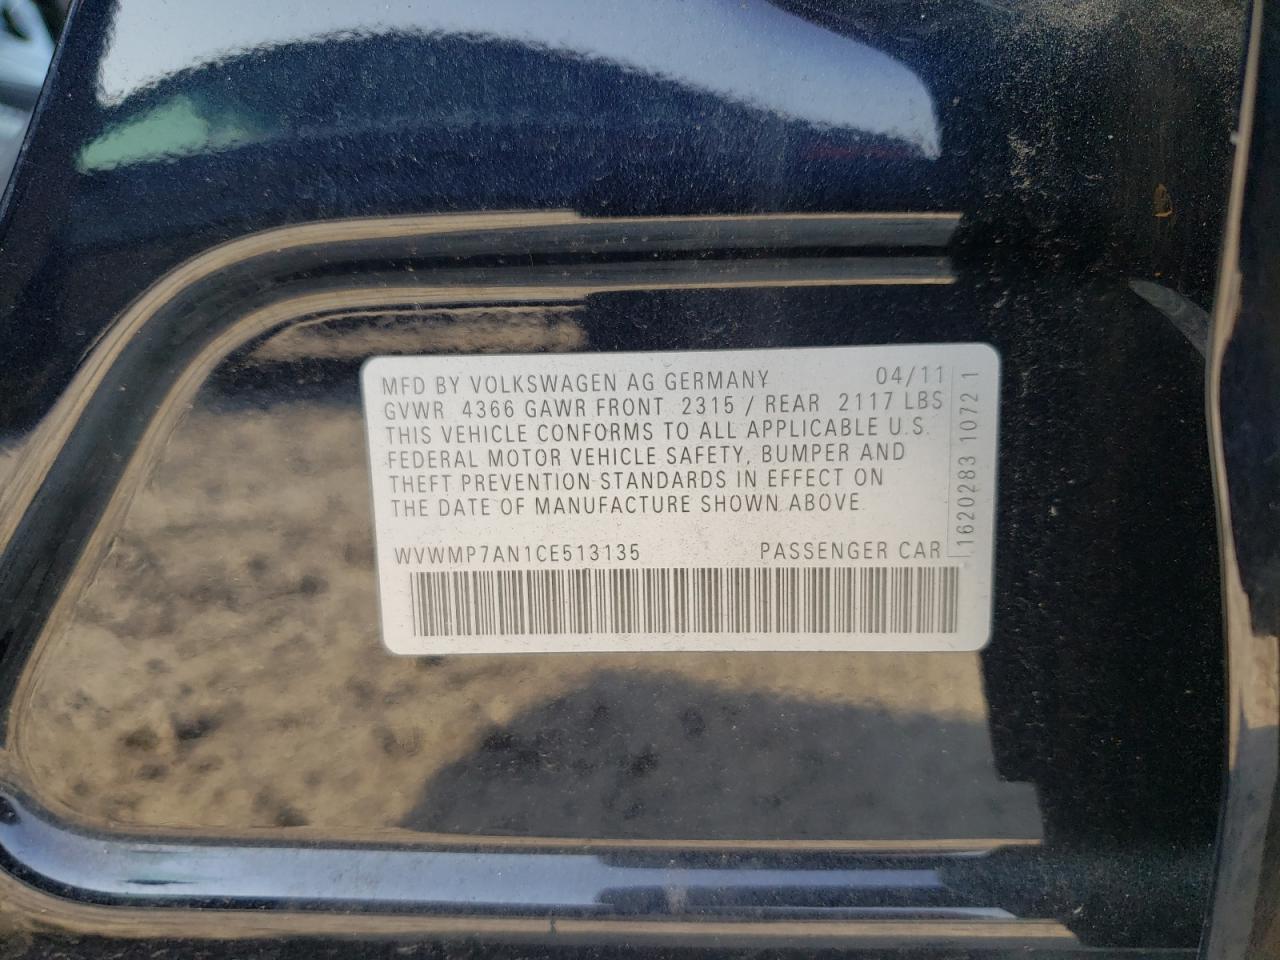 MFD BY VOLKSWAGEN AG GERMANY 04/11
GVWR 4366 GAWR FRONT 2315 / REAR 2117 LBS
THIS VEHICLE CONFORMS TO ALL APPLICABLE U.S.
FEDERAL MOTOR VEHICLE SAFETY, BUMPER AND
THEFT PREVENTION STANDARDS IN EFFECT ON
THE DATE OF MANUFACTURE SHOWN ABOVE.
WVWMP7AN1CE513135 PASSENGER CAR
1620283 1072 1